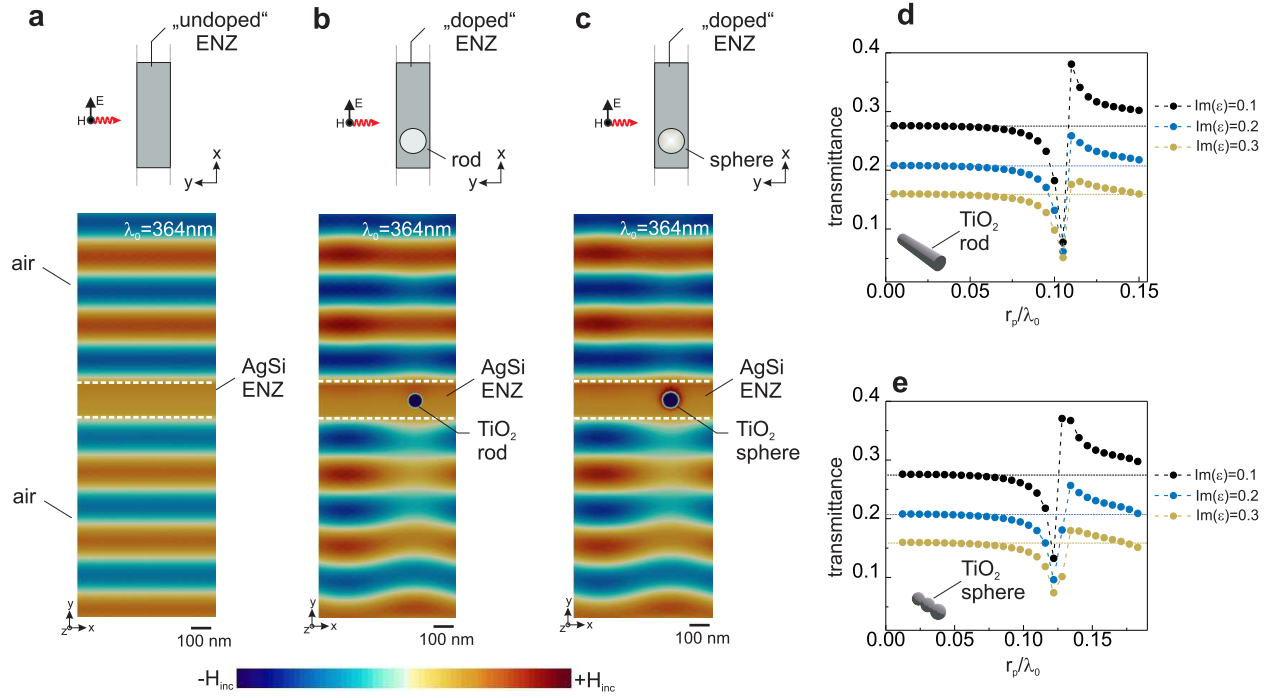 a
„undoped“
ENZ
E
H
x
y
λ₀=364nm
air
AgSi
ENZ
air
y
z
x
100 nm
b
„doped“
ENZ
E
H
rod
x
y
λ₀=364nm
AgSi
ENZ
TiO₂
rod
y
z
x
100 nm
c
„doped“
ENZ
E
H
sphere
x
y
λ₀=364nm
AgSi
ENZ
TiO₂
sphere
y
z
x
100 nm
-H_inc
+H_inc
d
transmittance
0.4
0.3
0.2
0.1
0.00 0.05 0.10 0.15
r_p/λ₀
TiO₂
rod
Im(ε)=0.1
Im(ε)=0.2
Im(ε)=0.3
e
transmittance
0.4
0.3
0.2
0.1
0.00 0.05 0.10 0.15
r_p/λ₀
TiO₂
sphere
Im(ε)=0.1
Im(ε)=0.2
Im(ε)=0.3